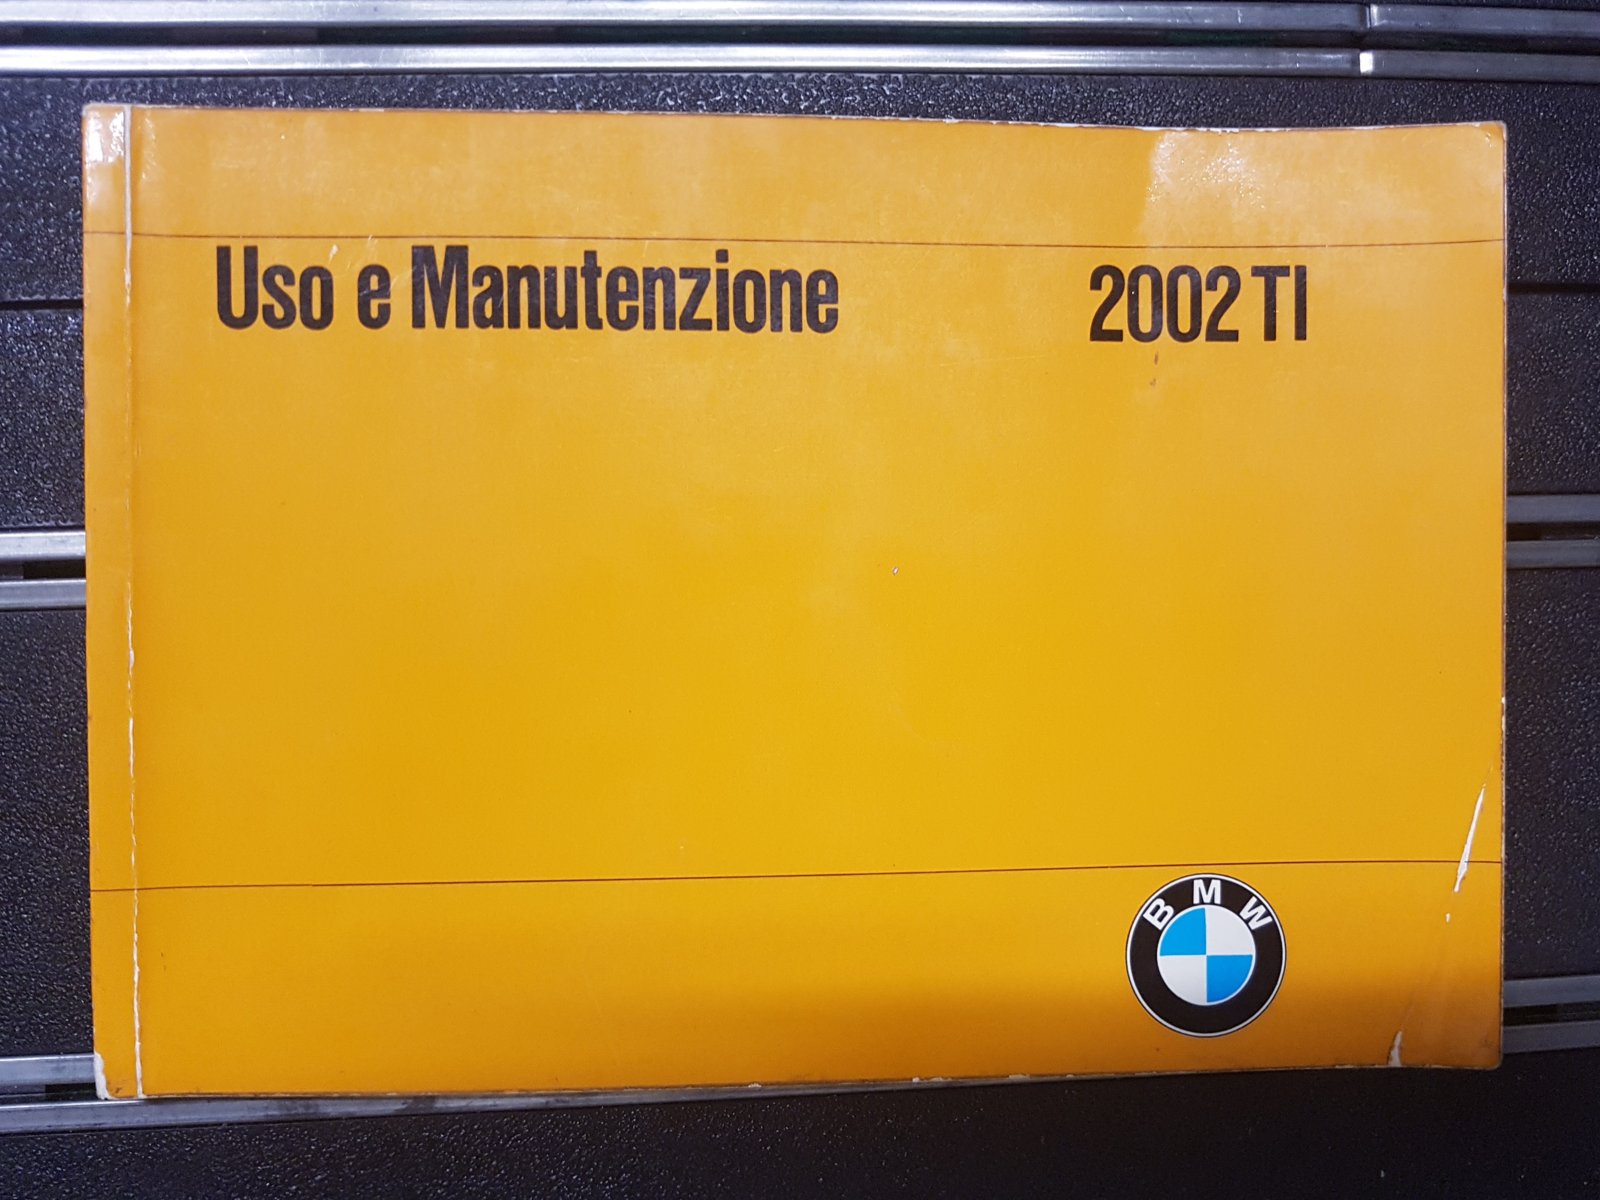 Uso e Manutenzione 2002 TI
BMW